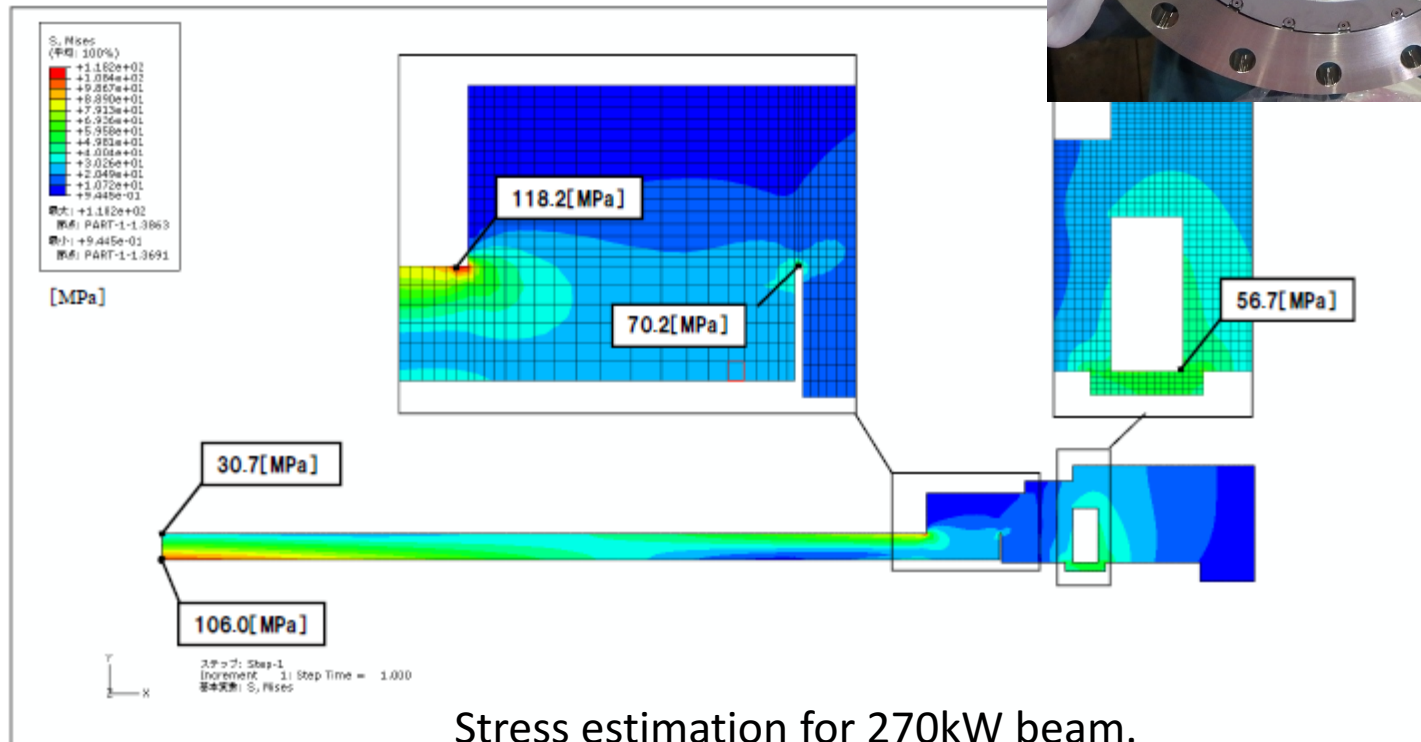 S, Mises
(平均: 100%)
+1.182e+02
+1.084e+02
+9.867e+01
+8.890e+01
+7.913e+01
+6.936e+01
+5.958e+01
+4.981e+01
+4.004e+01
+3.026e+01
+2.049e+01
+1.072e+01
+9.445e-01
最大: +1.182e+02
節点: PART-1-1.3863
最小: +9.445e-01
節点: PART-1-1.3691
[MPa]
118.2[MPa]
70.2[MPa]
56.7[MPa]
30.7[MPa]
106.0[MPa]
Y
Z X
ステップ: Step-1
Increment 1: Step Time = 1.000
基本変数: S, Mises
Stress estimation for 270kW beam.